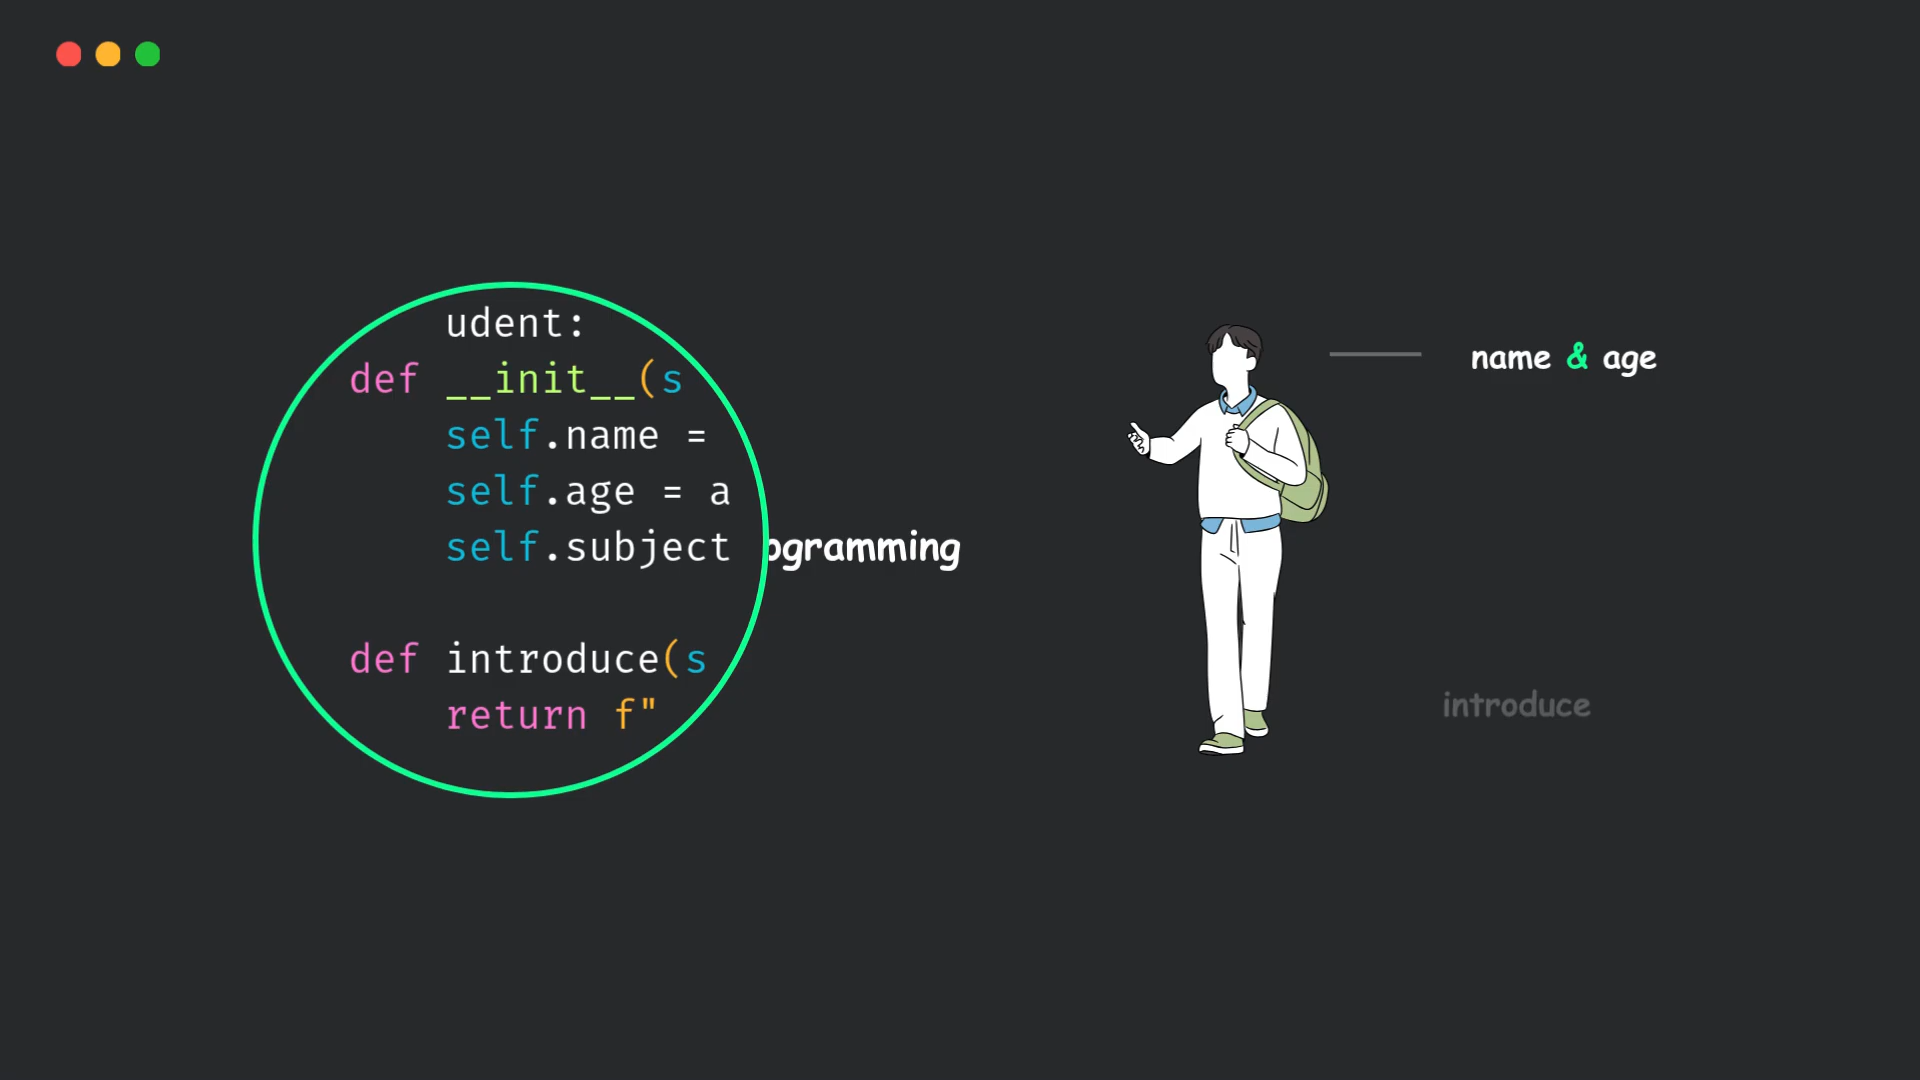 udent:
def __init__(s
self.name =
self.age = a
self.subject
def introduce(s
return f"
ogramming
name & age
introduce